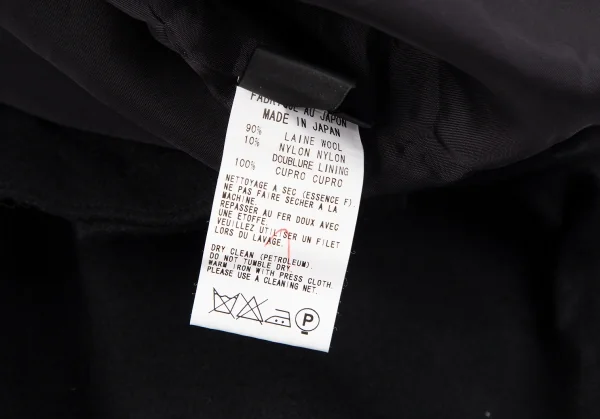 FABRIQUE AU JAPON
MADE IN JAPAN
90% LAINE WOOL
10% NYLON NYLON
DOUBLURE LINING
100% CUPRO CUPRO
NETTOYAGE A SEC (ESSENCE F).
NE PAS FAIRE SECHER A LA
MACHINE.
REPASSER AU FER DOUX AVEC
UNE ETOFFE.
VEUILLEZ UTILISER UN FILET
LORS DU LAVAGE.
DRY CLEAN (PETROLEUM).
DO NOT TUMBLE DRY.
WARM IRON WITH PRESS CLOTH.
PLEASE USE A CLEANING NET.
P